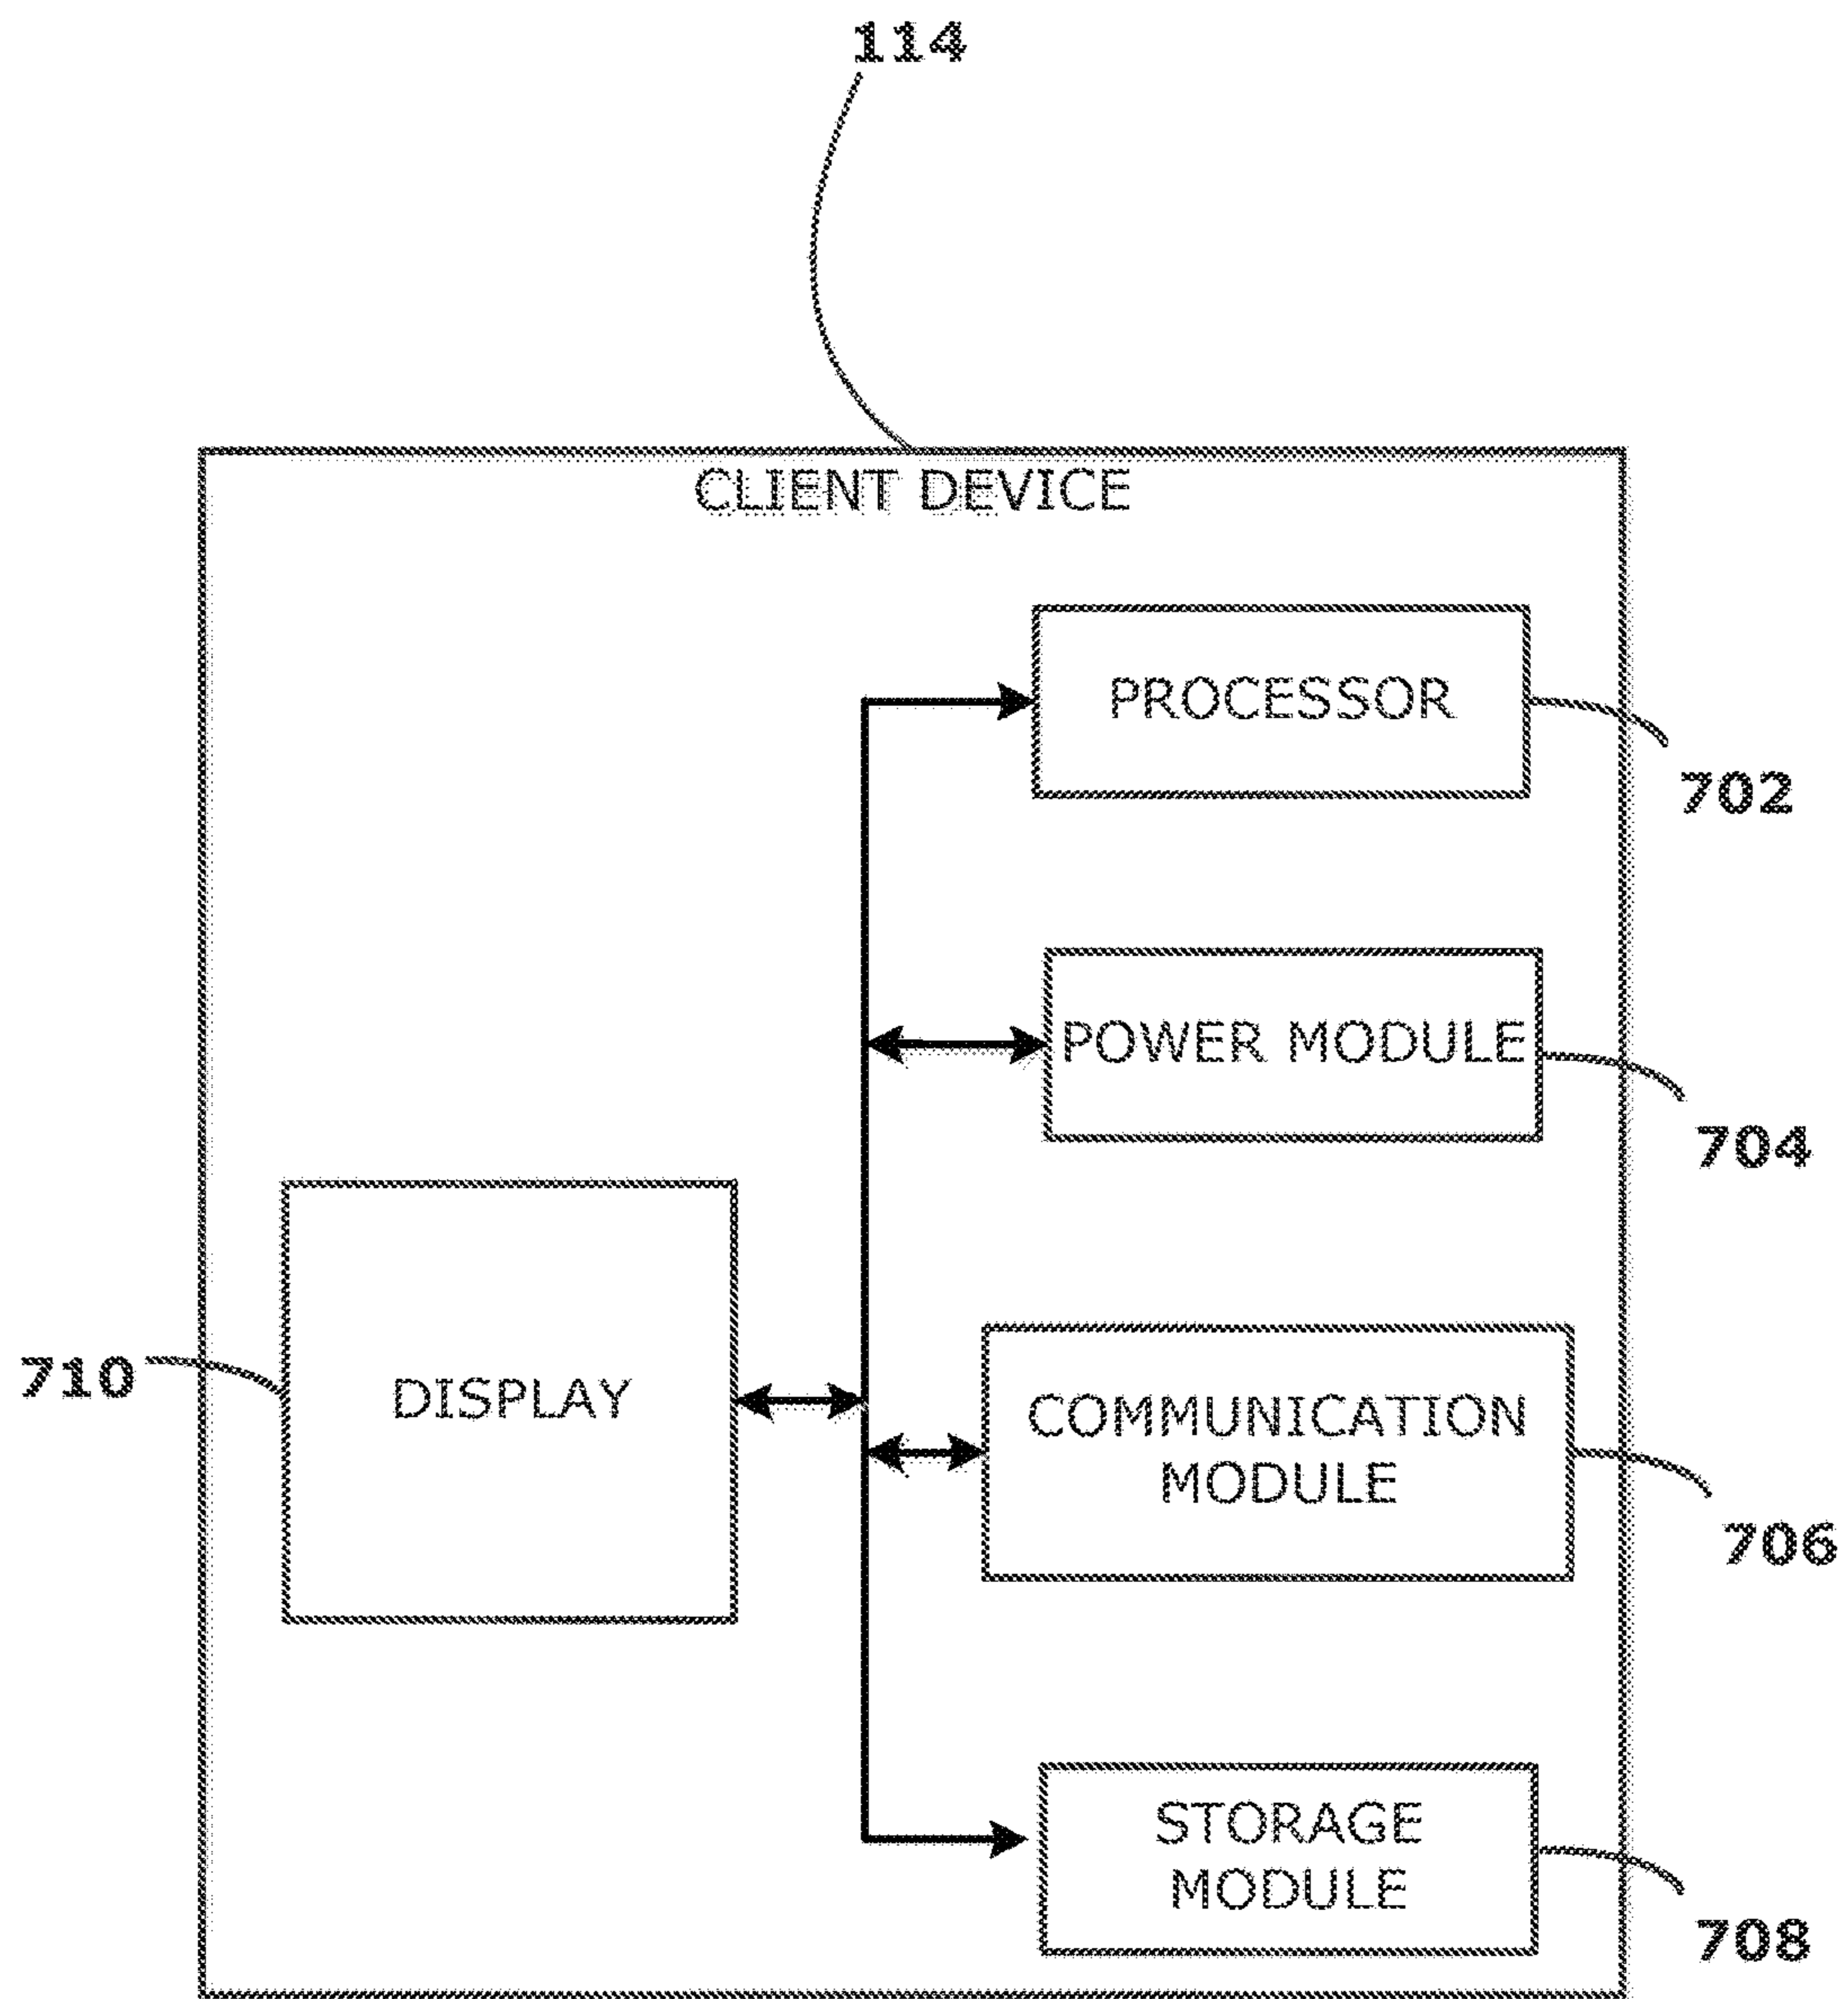 114
CLIENT DEVICE
PROCESSOR
702
POWER MODULE
704
710
DISPLAY
COMMUNICATION
MODULE
706
STORAGE
MODULE
708